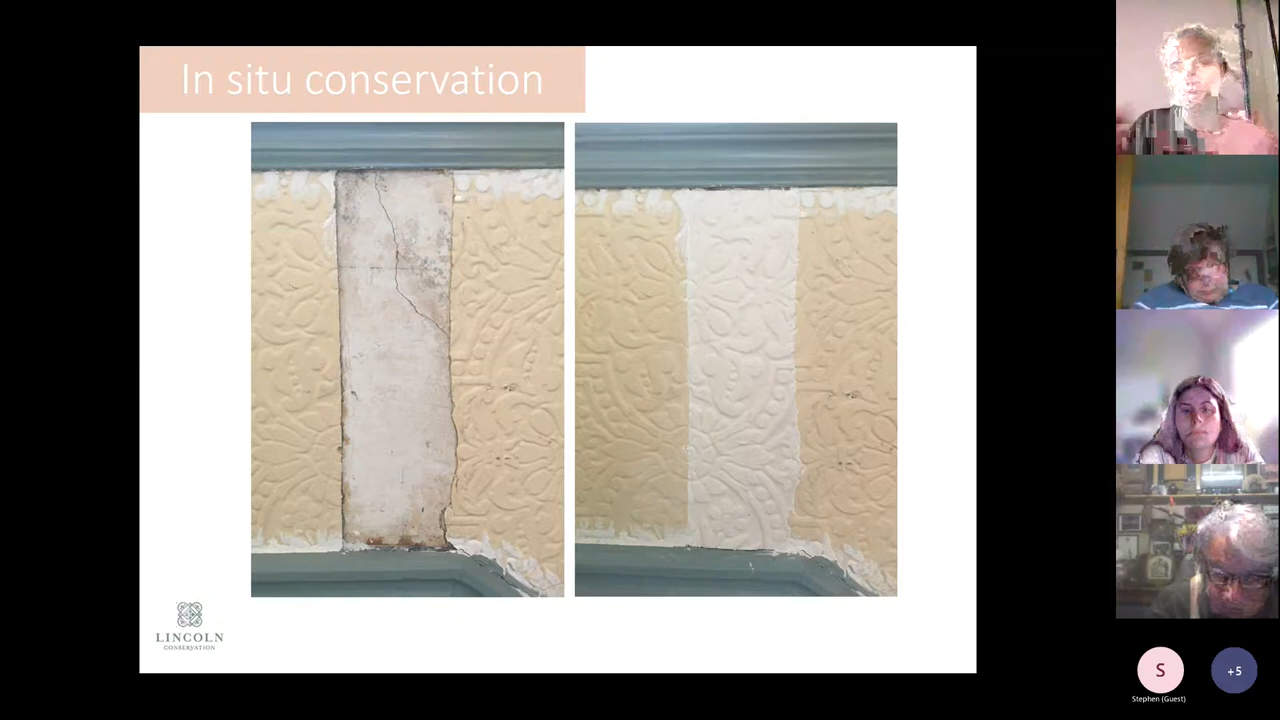 In situ conservation
LINCOLN
CONSERVATION
S
+5
Stephen (Guest)